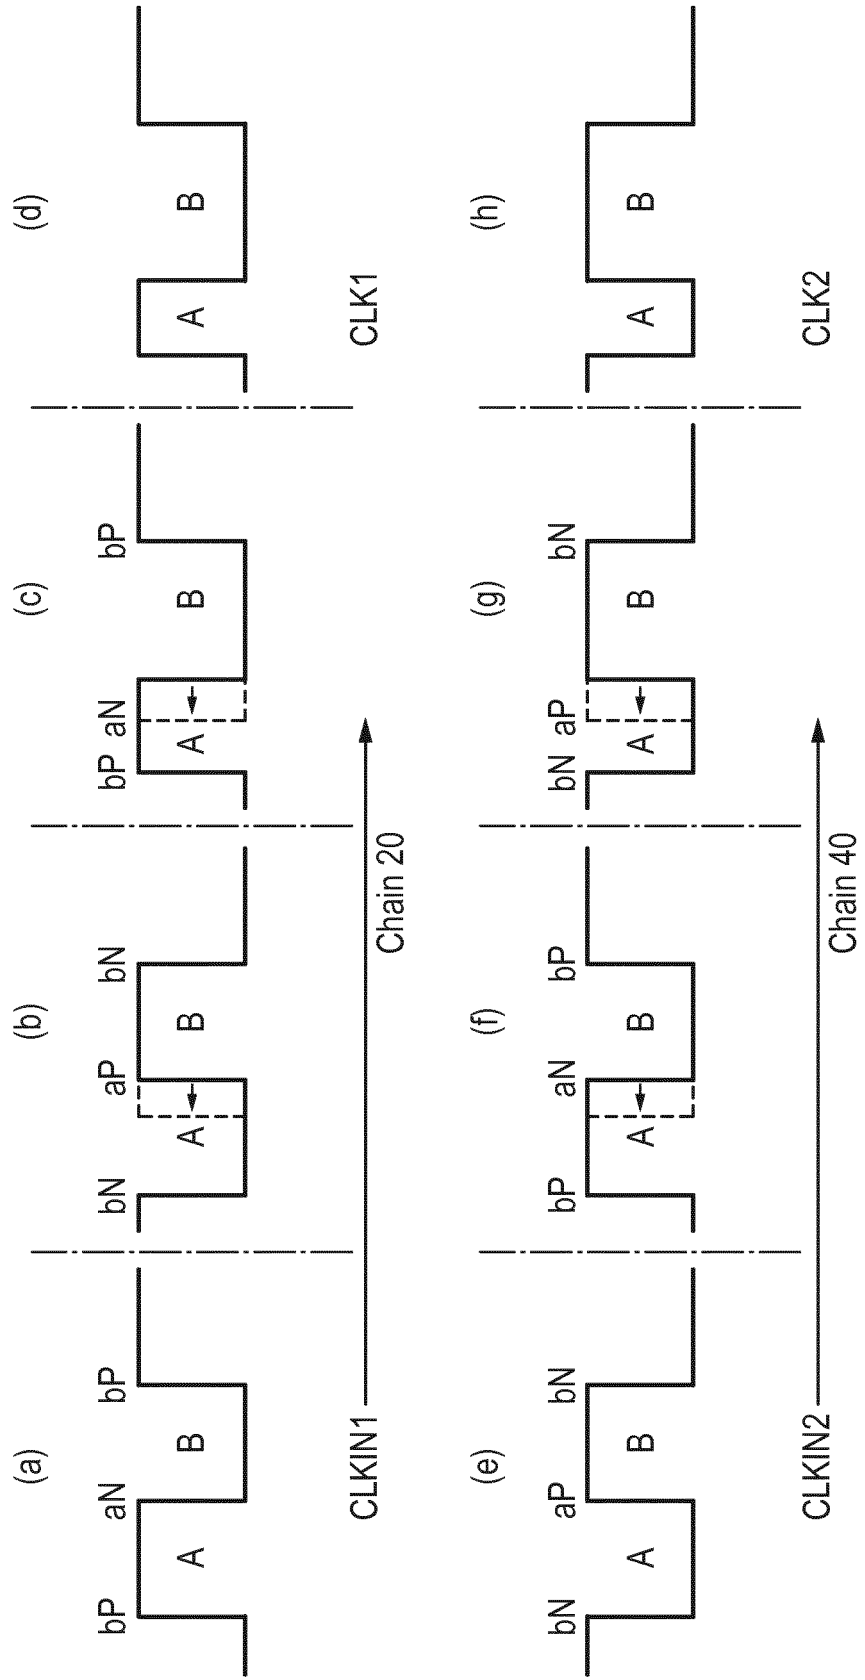 (a) (b) (c) (d)
bP aN bP bN aP bN bP aN bP
A B A B A B A B
CLKIN1 Chain 20 CLK1
(e) (f) (g) (h)
bN aP bN bP aN bP bN aP bN
A B A B A B A B
CLKIN2 Chain 40 CLK2